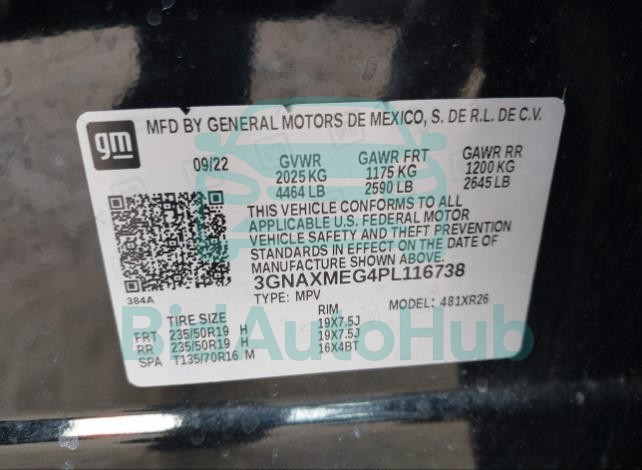 gm MFD BY GENERAL MOTORS DE MEXICO, S. DE R.L. DE C.V.
09/22 GVWR GAWR FRT GAWR RR
2025 KG 1175 KG 1200 KG
4464 LB 2590 LB 2645 LB
THIS VEHICLE CONFORMS TO ALL
APPLICABLE U.S. FEDERAL MOTOR
VEHICLE SAFETY AND THEFT PREVENTION
STANDARDS IN EFFECT ON THE DATE OF
MANUFACTURE SHOWN ABOVE.
3GNAXMEG4PL116738
384A TYPE: MPV MODEL: 481XR26
TIRE SIZE RIM
FRT 235/50R19 H 19X7.5J
RR 235/50R19 H 19X7.5J
SPA T135/70R16 M 16X4BT
BidAutoHub